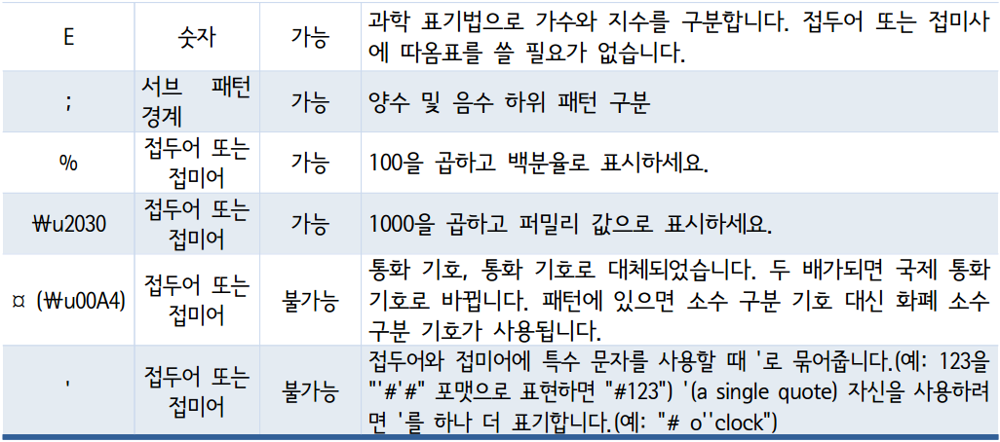 E 숫자 가능 과학 표기법으로 가수와 지수를 구분합니다. 접두어 또는 접미사
에 따옴표를 쓸 필요가 없습니다.
; 서브 패턴
경계 가능 양수 및 음수 하위 패턴 구분
% 접두어 또는
접미어 가능 100을 곱하고 백분율로 표시하세요.
₩u2030 접두어 또는
접미어 가능 1000을 곱하고 퍼밀리 값으로 표시하세요.
¤ (₩u00A4) 접두어 또는
접미어 불가능 통화 기호, 통화 기호로 대체되었습니다. 두 배가되면 국제 통화
기호로 바뀝니다. 패턴에 있으면 소수 구분 기호 대신 화폐 소수
구분 기호가 사용됩니다.
' 접두어 또는
접미어 불가능 접두어와 접미어에 특수 문자를 사용할 때 '로 묶어줍니다.(예: 123을
"'#'#" 포맷으로 표현하면 "#123") '(a single quote) 자신을 사용하려
면 '를 하나 더 표기합니다.(예: "# o''clock")